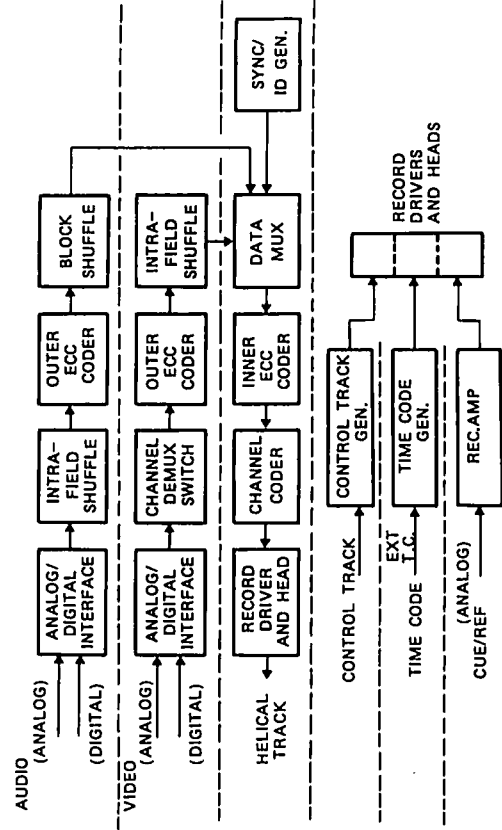 AUDIO
(ANALOG)
(DIGITAL)
ANALOG/
DIGITAL
INTERFACE
INTRA-
FIELD
SHUFFLE
OUTER
ECC
CODER
BLOCK
SHUFFLE
VIDEO
(ANALOG)
(DIGITAL)
ANALOG/
DIGITAL
INTERFACE
CHANNEL
DEMUX
SWITCH
OUTER
ECC
CODER
INTRA-
FIELD
SHUFFLE
HELICAL
TRACK
RECORD
DRIVER
AND HEAD
CHANNEL
CODER
INNER
ECC
CODER
DATA
MUX
SYNC/
ID GEN.
CONTROL TRACK
CONTROL TRACK
GEN.
TIME CODE
EXT
T.C.
TIME CODE
GEN.
(ANALOG)
CUE/REF
REC.AMP
RECORD
DRIVERS
AND HEADS